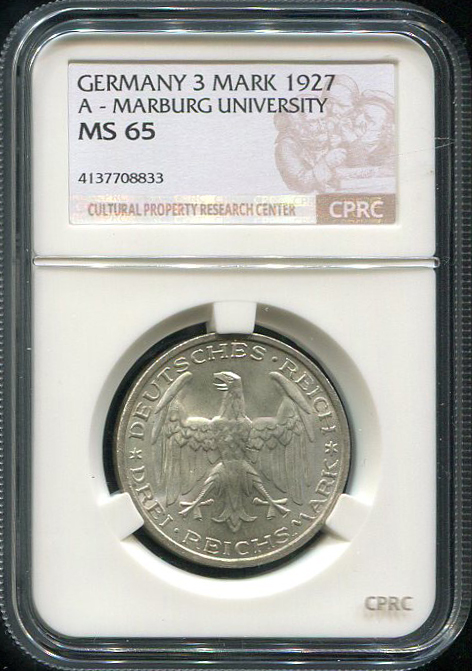 GERMANY 3 MARK 1927
A - MARBURG UNIVERSITY
MS 65
4137708833
CULTURAL PROPERTY RESEARCH CENTER
CPRC
DEUTSCHES · REICH
* DREI · REICHSMARK *
CPRC